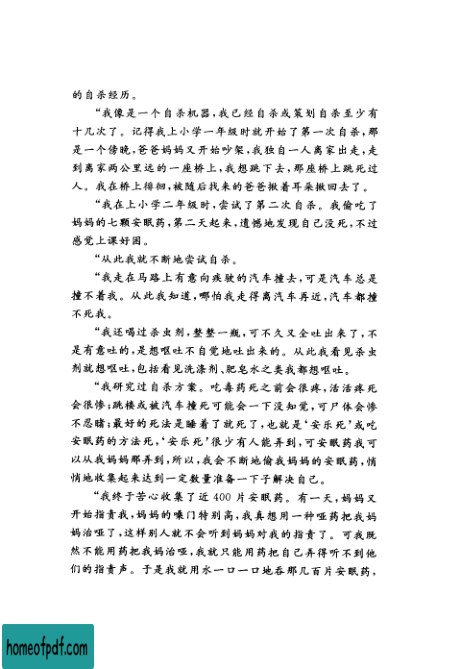 的自杀经历。
“我像是一个自杀机器,我已经自杀或策划自杀至少有
十几次了。记得我上小学一年级时就开始了第一次自杀,那
是一个傍晚,爸爸妈妈又开始吵架,我独自一人离家出走,走
到离家两公里远的一座桥上,我想跳下去,那座桥上跳死过
人。我在桥上徘徊,被随后找来的爸爸揪着耳朵揪回去了。
“我在上小学二年级时,尝试了第二次自杀。我偷吃了
妈妈的七颗安眠药,第二天起来,遗憾地发现自己没死,不过
感觉上课好困。
“从此我就不断地尝试自杀。
“我走在马路上有意向疾驶的汽车撞去,可是汽车总是
撞不着我。从此我知道,哪怕我走得离汽车再近,汽车都撞
不死我。
“我还喝过杀虫剂,整整一瓶,可不久又全吐出来了,不
是有意吐的,是想呕吐不自觉地吐出来的。从此我看见杀虫
剂就想呕吐,包括看见洗涤剂、肥皂水之类我都想呕吐。
“我研究过自杀方案。吃毒药死之前会很疼,活活疼死
会很惨;跳楼或被汽车撞死可能会一下没知觉,可尸体会惨
不忍睹;最好的死法是睡着了就死了,也就是‘安乐死’或吃
安眠药的方法死,‘安乐死’很少有人能弄到,可安眠药我可
以从我妈妈那弄到,所以,我会不断地偷我妈妈的安眠药,悄
悄地收集起来达到一定数量准备一下子解决自己。
“我终于苦心收集了近 400 片安眠药。有一天,妈妈又
开始指责我,妈妈的嗓门特别高,我真想用一种哑药把我妈
妈治哑了,这样别人就不会听到妈妈对我的指责了。可我既
然不能用药把我妈治哑,我就只能用药把自己弄得听不到他
们的指责声。于是我就用水一口一口地吞那几百片安眠药,
homeofpdf.com